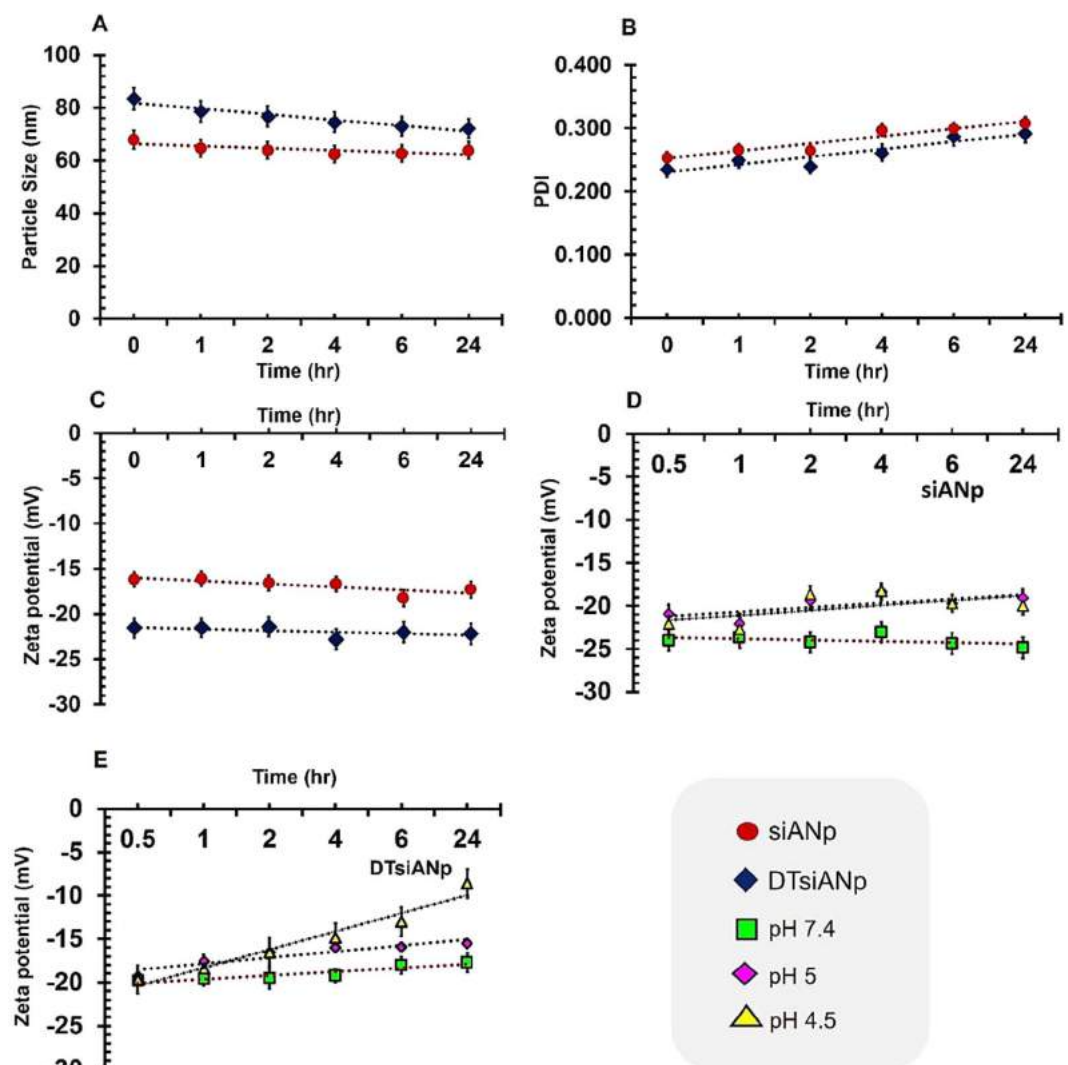 A
Particle Size (nm)
100
80
60
40
20
0
0 1 2 4 6 24
Time (hr)
B
PDI
0.400
0.300
0.200
0.100
0.000
0 1 2 4 6 24
Time (hr)
C
Time (hr)
Zeta potential (mV)
0
-5
-10
-15
-20
-25
-30
0 1 2 4 6 24
D
Time (hr)
Zeta potential (mV)
0
-5
-10
-15
-20
-25
-30
0.5 1 2 4 6 24
siANp
E
Time (hr)
Zeta potential (mV)
0
-5
-10
-15
-20
-25
0.5 1 2 4 6 24
DTsiANp
siANp
DTsiANp
pH 7.4
pH 5
pH 4.5